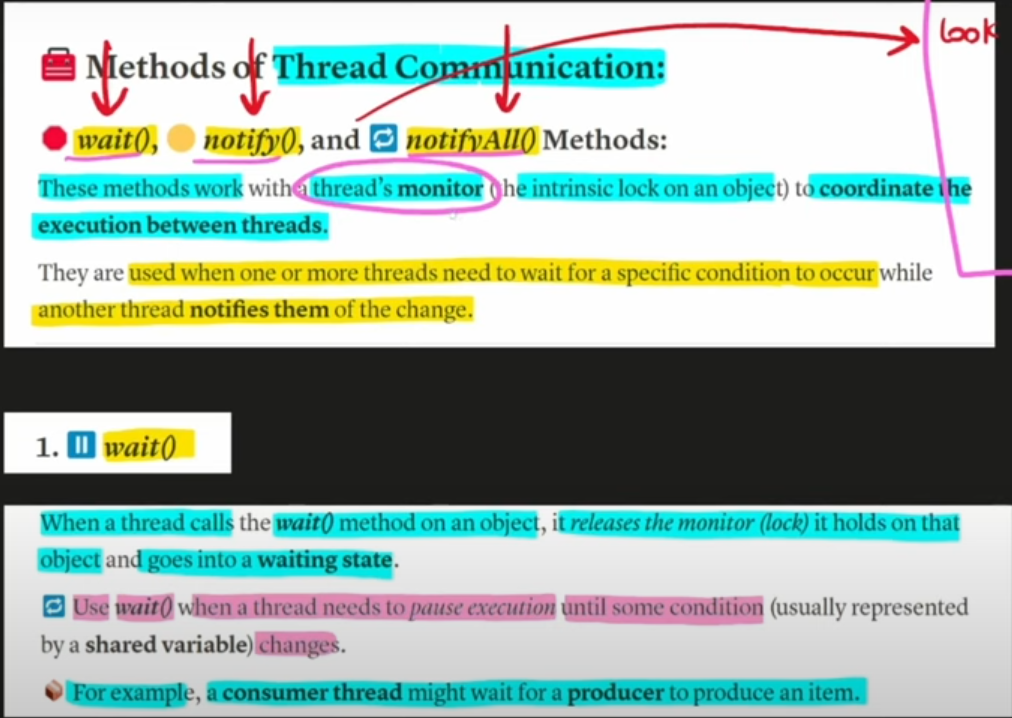 Methods of Thread Communication:
look
wait(), notify(), and notifyAll() Methods:
These methods work with a thread's monitor (the intrinsic lock on an object) to coordinate the
execution between threads.
They are used when one or more threads need to wait for a specific condition to occur while
another thread notifies them of the change.
1. wait()
When a thread calls the wait() method on an object, it releases the monitor (lock) it holds on that
object and goes into a waiting state.
Use wait() when a thread needs to pause execution until some condition (usually represented
by a shared variable) changes.
For example, a consumer thread might wait for a producer to produce an item.